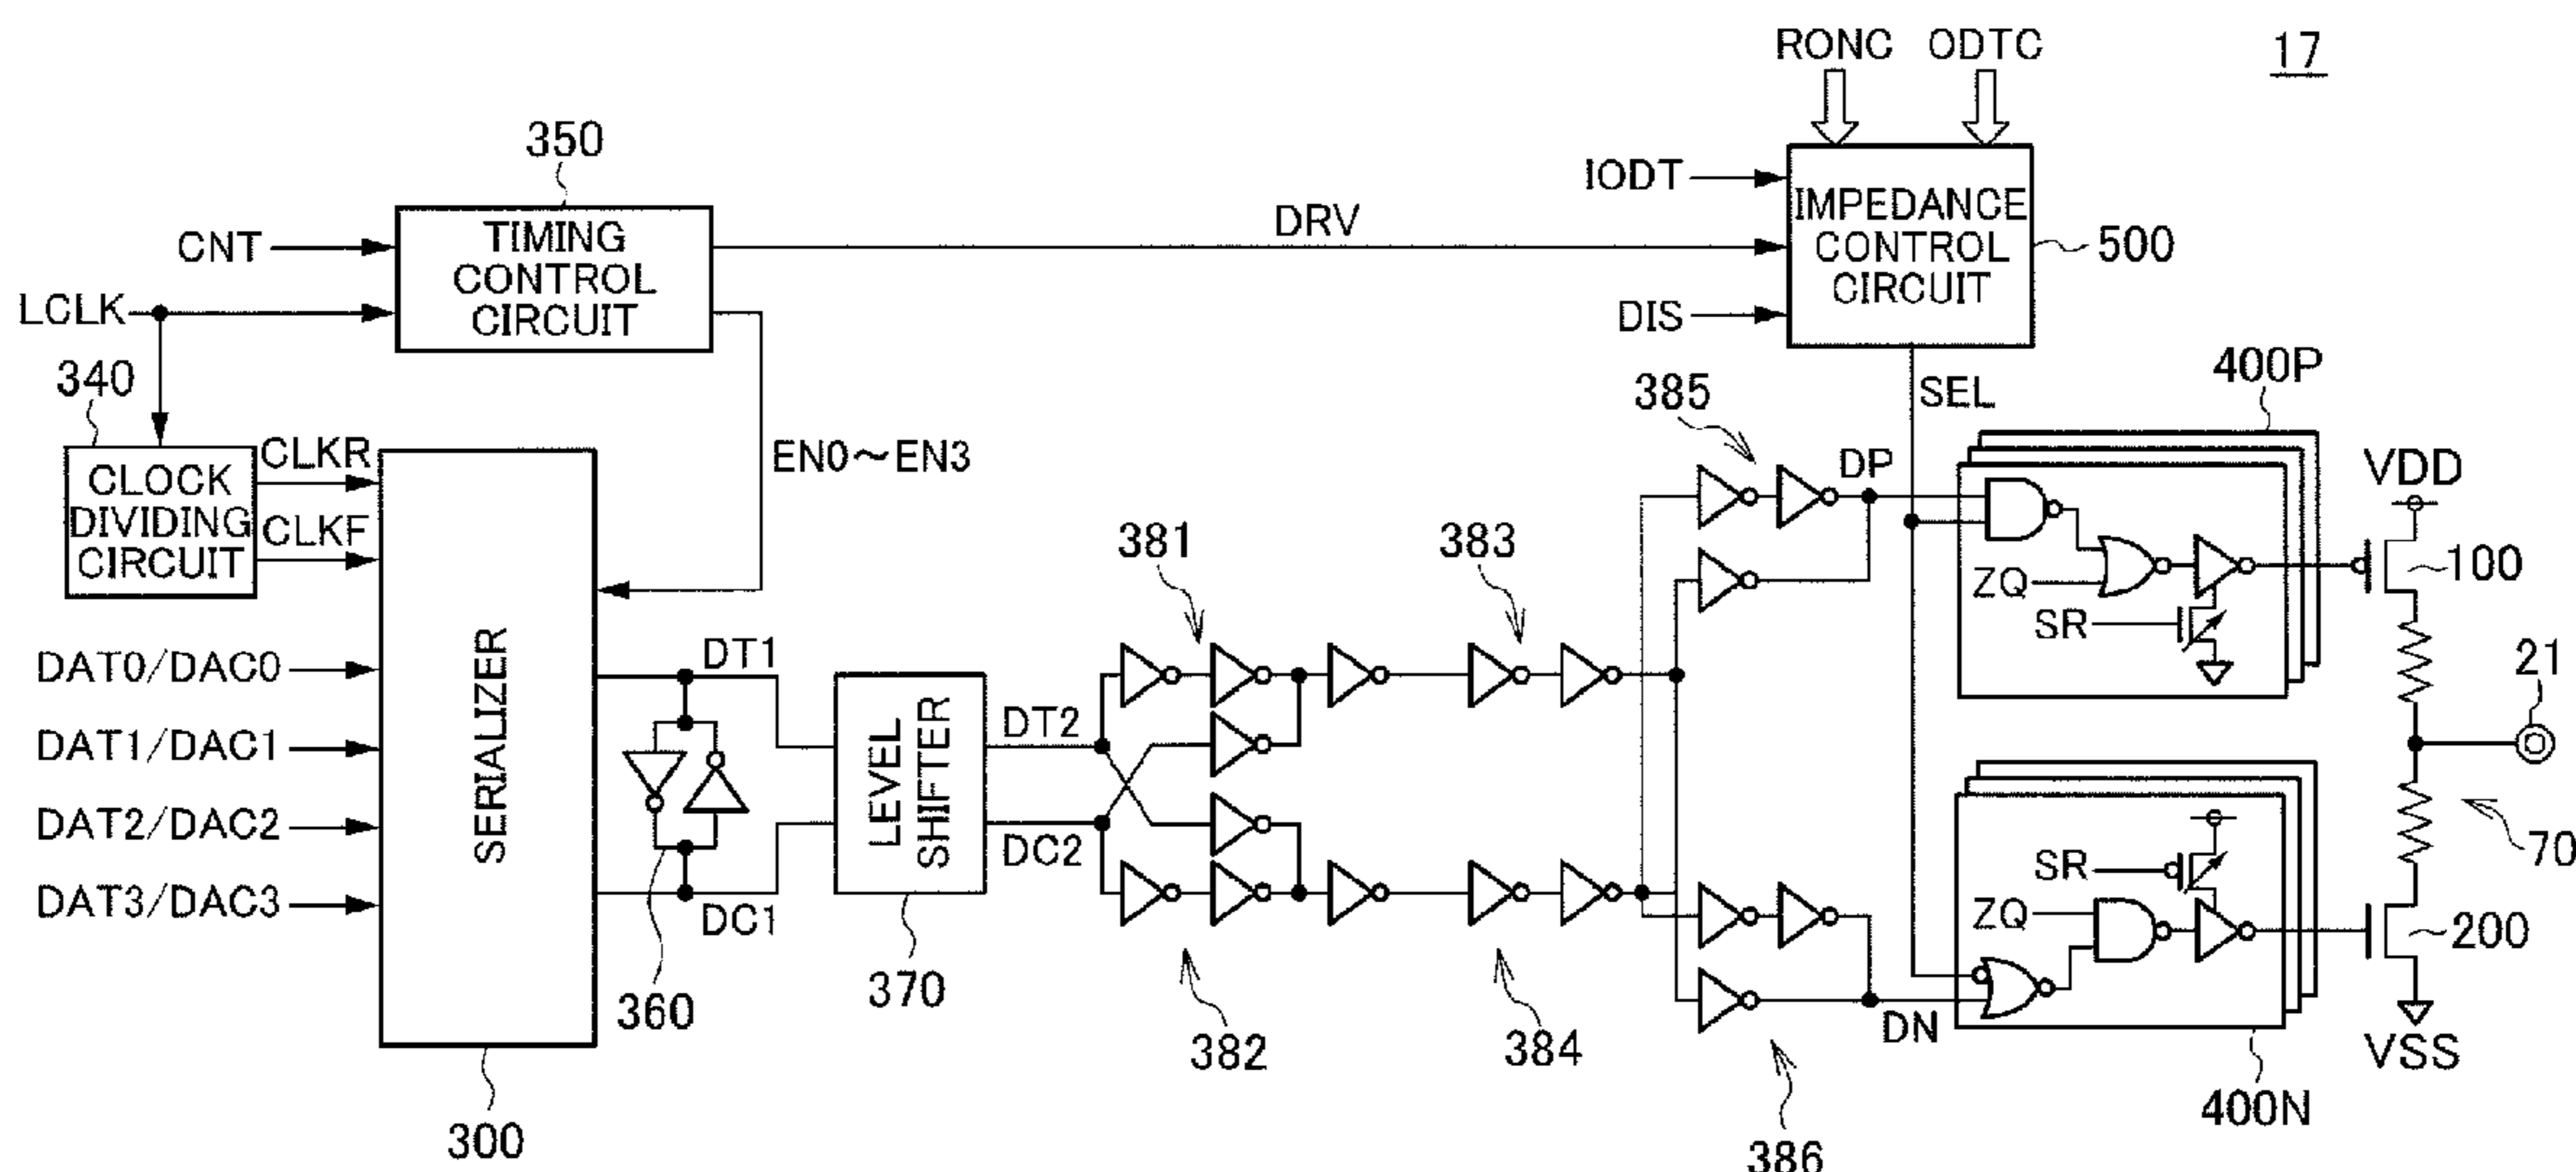 RONC ODTC
17
350
IODT
IMPEDANCE
CONTROL
CIRCUIT
500
CNT
TIMING
CONTROL
CIRCUIT
DRV
LCLK
DIS
340
385
SEL
400P
CLKR
EN0～EN3
DP
VDD
CLOCK
DIVIDING
CIRCUIT
CLKF
381
383
100
ZQ
SR
SERIALIZER
DT1
21
DAT0/DAC0
DAT1/DAC1
DAT2/DAC2
DAT3/DAC3
LEVEL
SHIFTER
DT2
DC2
DC1
70
SR
ZQ
200
360
370
382
384
386
DN
VSS
400N
300